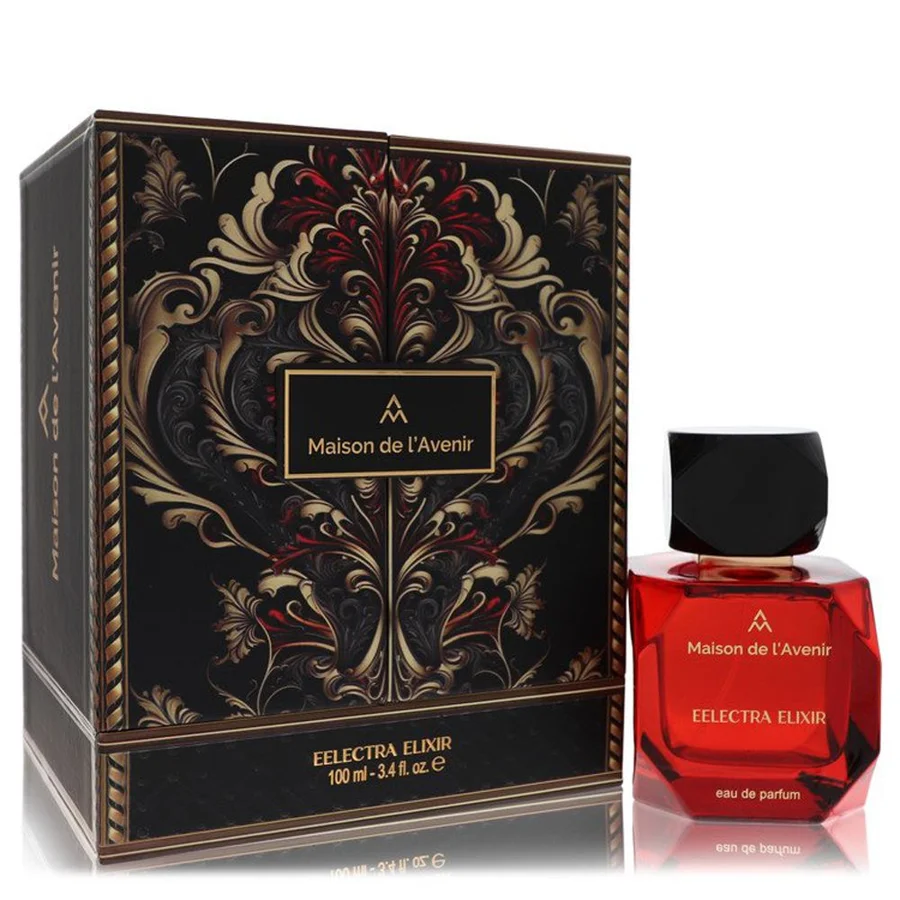 Maison de l'Avenir
Maison de l'Avenir
EELECTRA ELIXIR
100 ml - 3.4 fl. oz. e
Maison de l'Avenir
EELECTRA ELIXIR
eau de parfum